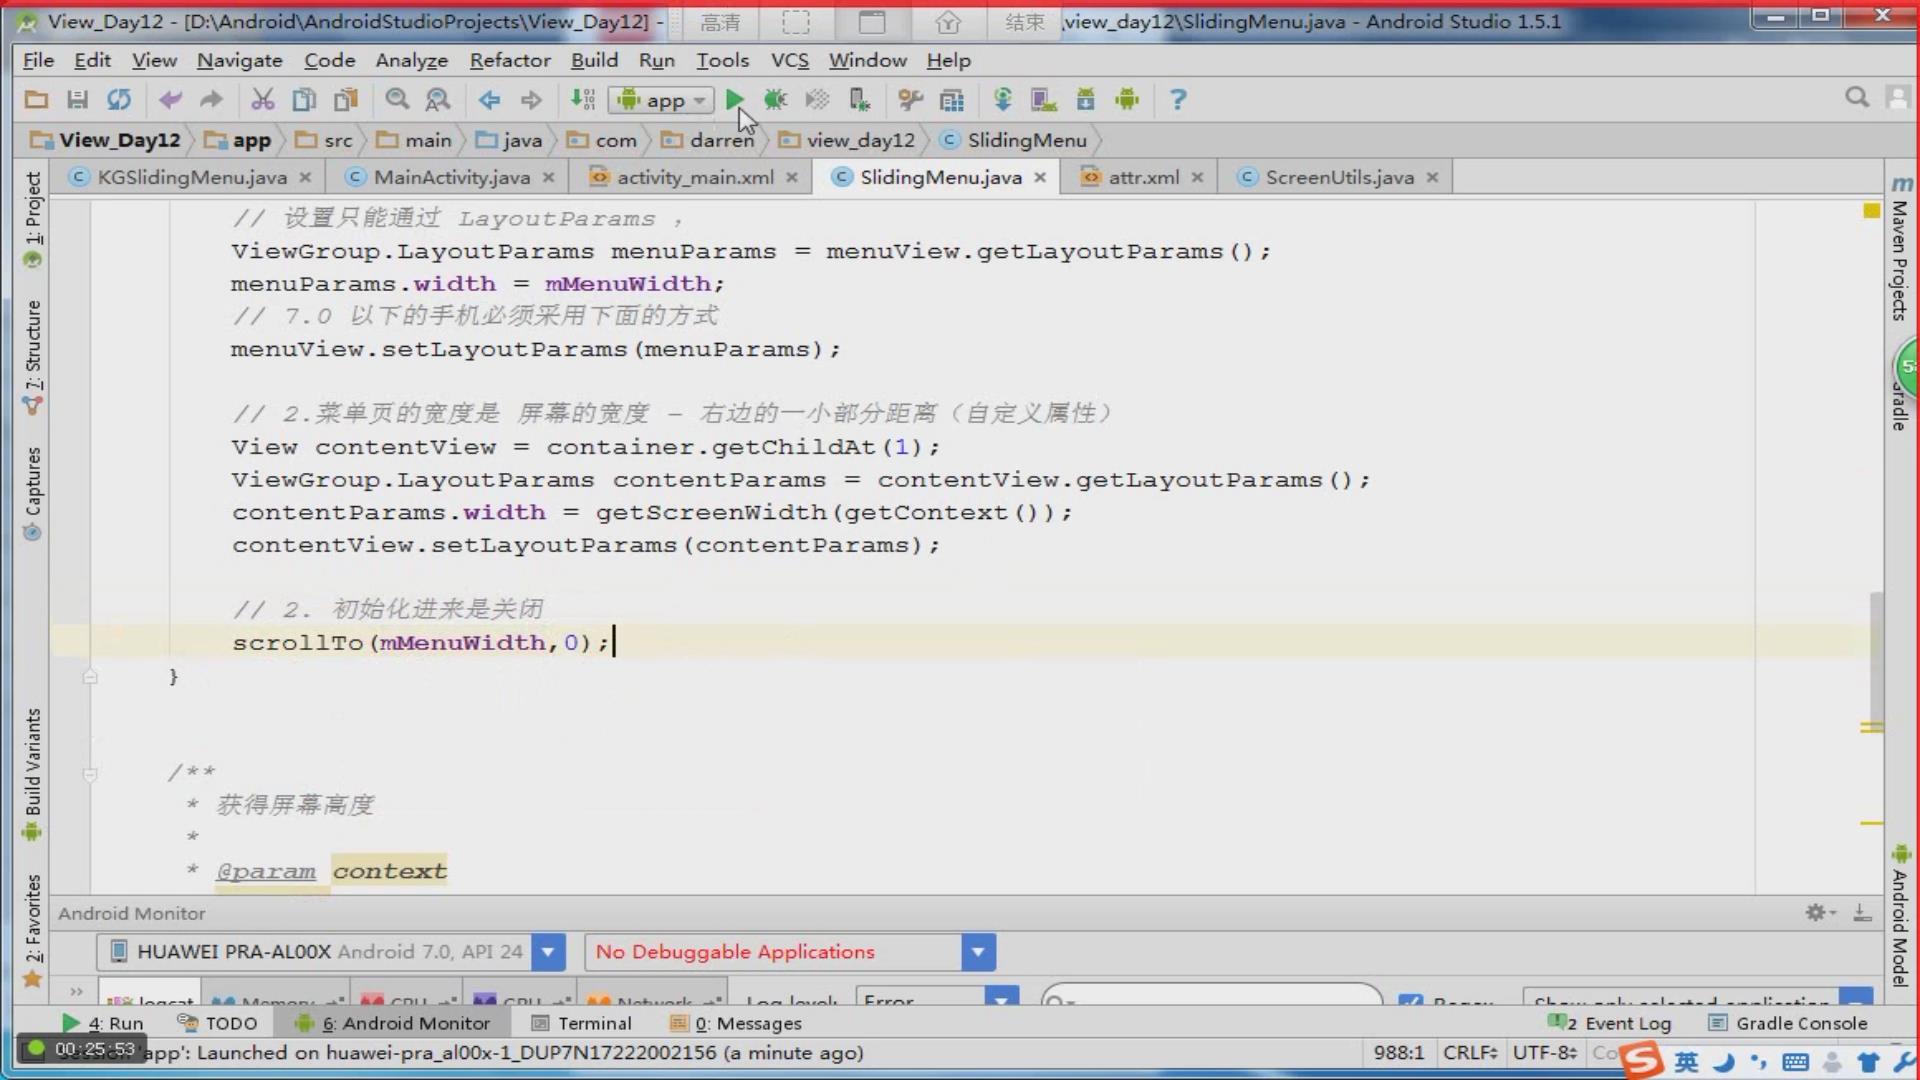 View_Day12 - [D:\Android\AndroidStudioProjects\View_Day12] -
高清
结束
.view_day12\SlidingMenu.java - Android Studio 1.5.1
File Edit View Navigate Code Analyze Refactor Build Run Tools VCS Window Help
app
View_Day12 app src main java com darren view_day12 SlidingMenu
KGSlidingMenu.java MainActivity.java activity_main.xml SlidingMenu.java attr.xml ScreenUtils.java
1: Project
7: Structure
Captures
Build Variants
2: Favorites
// 设置只能通过 LayoutParams ,
ViewGroup.LayoutParams menuParams = menuView.getLayoutParams();
menuParams.width = mMenuWidth;
// 7.0 以下的手机必须采用下面的方式
menuView.setLayoutParams(menuParams);
// 2.菜单页的宽度是 屏幕的宽度 - 右边的一小部分距离（自定义属性）
View contentView = container.getChildAt(1);
ViewGroup.LayoutParams contentParams = contentView.getLayoutParams();
contentParams.width = getScreenWidth(getContext());
contentView.setLayoutParams(contentParams);
// 2. 初始化进来是关闭
scrollTo(mMenuWidth,0);
}
/**
* 获得屏幕高度
*
* @param context
m Maven Projects
5
Android Model
Android Monitor
HUAWEI PRA-AL00X Android 7.0, API 24
No Debuggable Applications
logcat Memory CPU GPU Network Log level: Error Regex Show only selected application
4: Run TODO 6: Android Monitor Terminal 0: Messages 2 Event Log Gradle Console
00:25:53 'app': Launched on huawei-pra_al00x-1_DUP7N17222002156 (a minute ago)
988:1 CRLF UTF-8
英